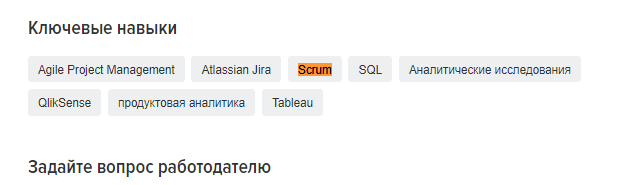 Ключевые навыки
Agile Project Management Atlassian Jira Scrum SQL Аналитические исследования
QlikSense продуктовая аналитика Tableau
Задайте вопрос работодателю